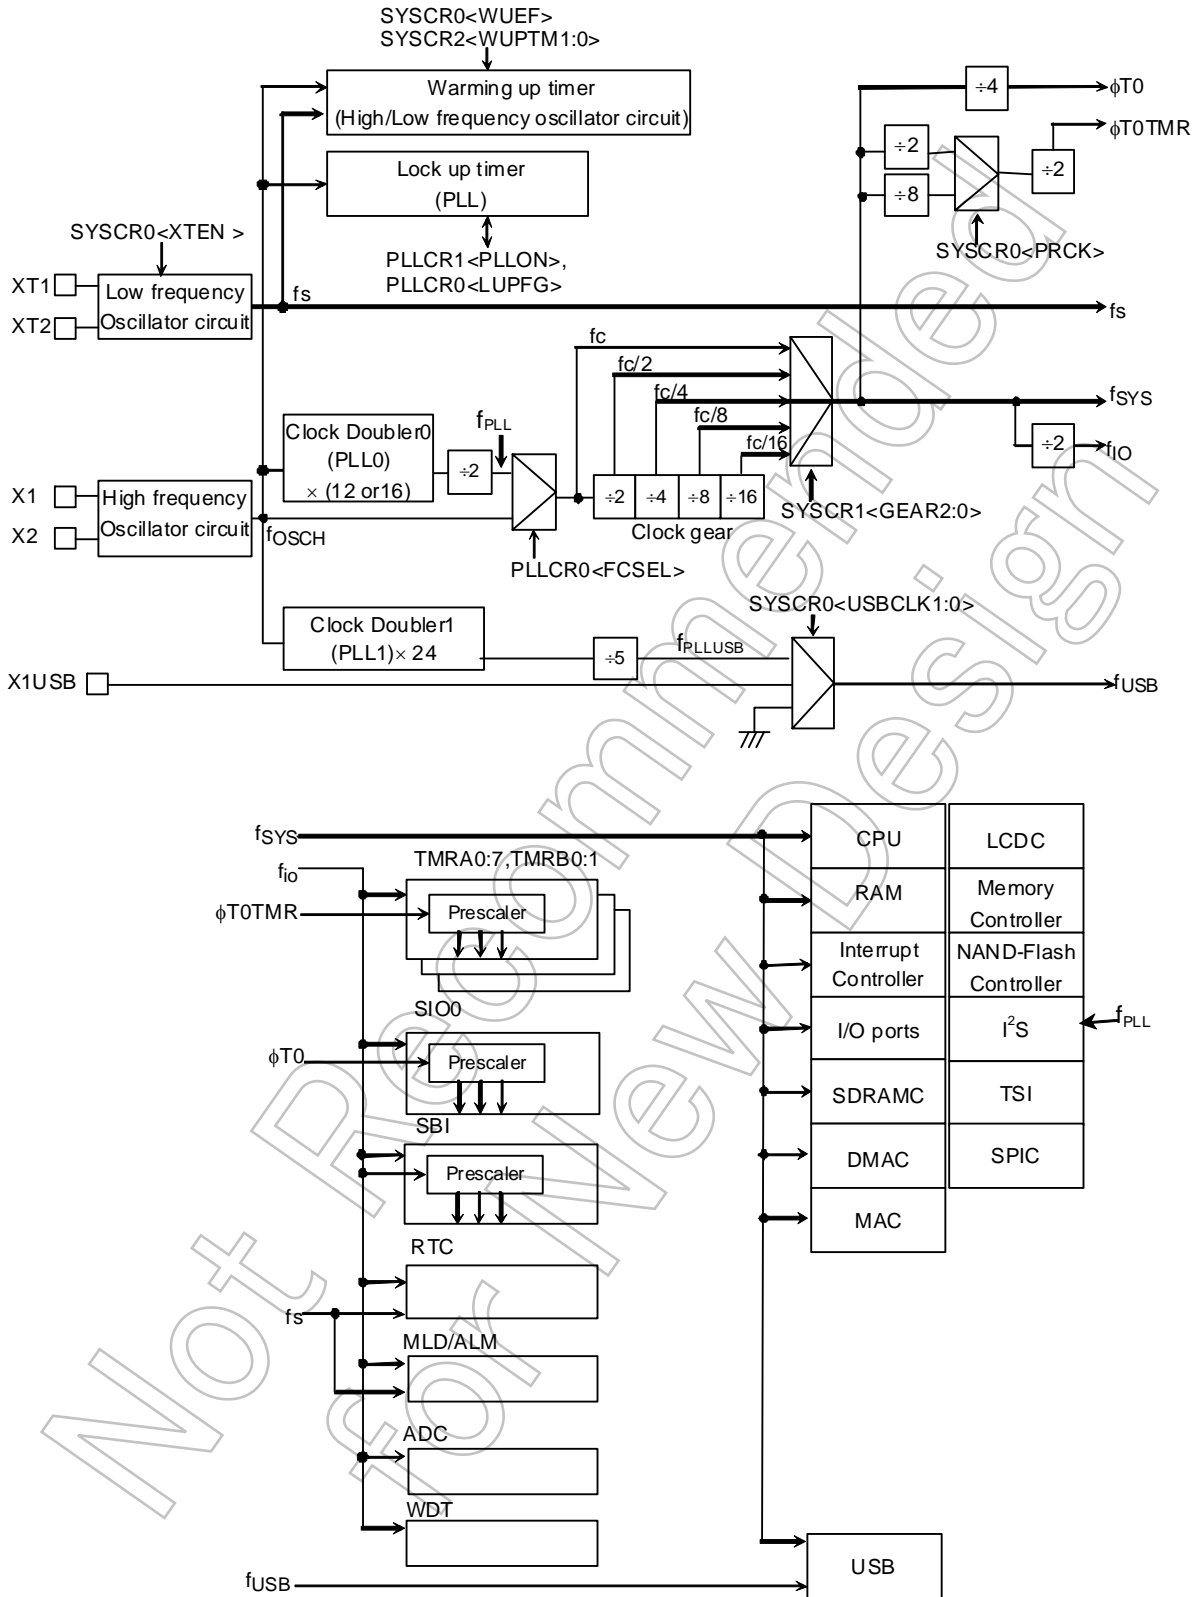 SYSCR0<WUEF>
SYSCR2<WUPTM1:0>
Warming up timer
(High/Low frequency oscillator circuit)
÷4
φT0
φT0TMR
÷2
÷2
÷8
SYSCR0<PRCK>
Lock up timer
(PLL)
PLLCR1<PLLON>,
PLLCR0<LUPFG>
SYSCR0<XTEN >
XT1
XT2
Low frequency
Oscillator circuit
fs
fs
fc
fc/2
fc/4
fc/8
fc/16
fSYS
÷2
fIO
Clock Doubler0
(PLL0)
× (12 or16)
÷2
fPLL
÷2
÷4
÷8
÷16
Clock gear
SYSCR1<GEAR2:0>
X1
X2
High frequency
Oscillator circuit
fOSCH
PLLCR0<FCSEL>
SYSCR0<USBCLK1:0>
Clock Doubler1
(PLL1)× 24
÷5
fPLLUSB
X1USB
fUSB
fSYS
fio
TMRA0:7,TMRB0:1
φT0TMR
Prescaler
SIO0
φT0
Prescaler
SBI
Prescaler
RTC
fs
MLD/ALM
ADC
WDT
fUSB
CPU
LCDC
RAM
Memory
Controller
Interrupt
Controller
NAND-Flash
Controller
I/O ports
I²S
fPLL
SDRAMC
TSI
DMAC
SPIC
MAC
USB
Not Recommended
for New Design